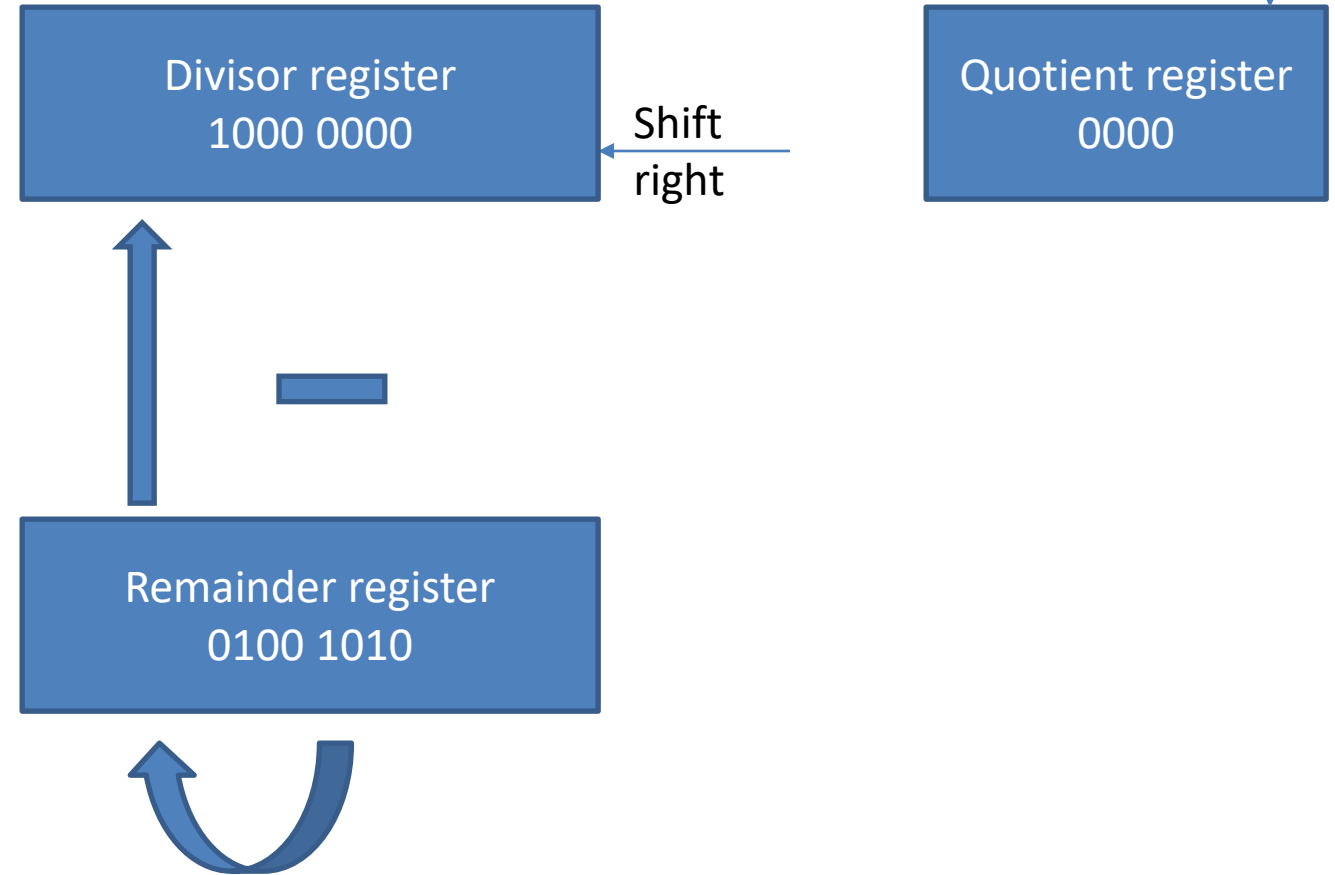 Divisor register
1000 0000
Shift
right
Quotient register
0000
Remainder register
0100 1010